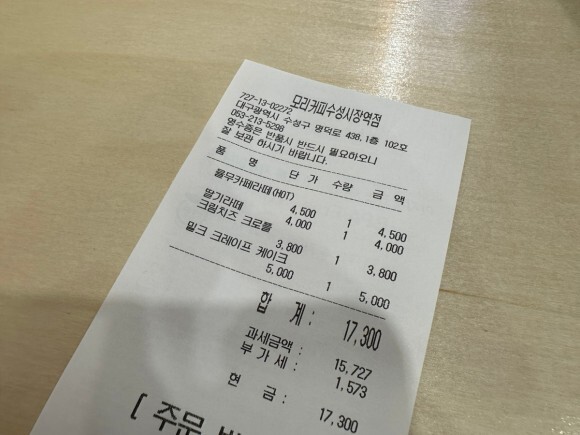 모리커피수성시장역점
727-13-02272
대구광역시 수성구 명덕로 438,1층 102호
053-213-5298
영수증은 반품시 반드시 필요하오니
잘 보관 하시기 바랍니다.
품 명 단 가 수량 금 액
율무카페라떼(HOT)
4,500 1 4,500
딸기라떼
4,000 1 4,000
크림치즈 크로플
3,800 1 3,800
밀크 크레이프 케이크
5,000 1 5,000
합 계 : 17,300
과세금액 : 15,727
부 가 세 : 1,573
현 금 : 17,300
[ 주문